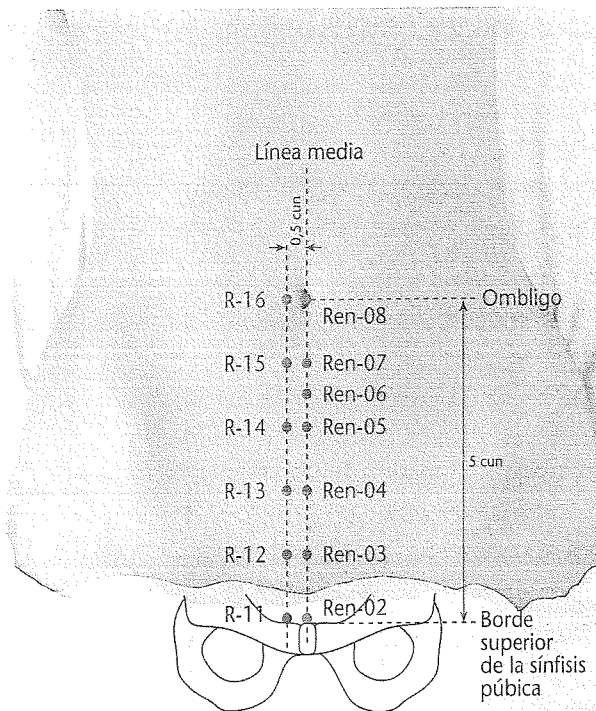 Línea media
0,5 cun
R-16
Ombligo
Ren-08
R-15
Ren-07
Ren-06
R-14
Ren-05
5 cun
R-13
Ren-04
R-12
Ren-03
R-11
Ren-02
Borde
superior
de la sínfisis
púbica